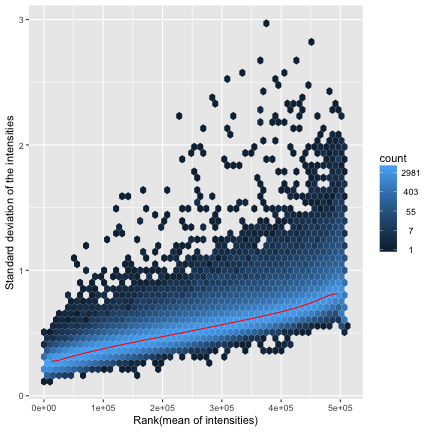 3
2
1
0
Standard deviation of the intensities
0e+00 1e+05 2e+05 3e+05 4e+05 5e+05
Rank(mean of intensities)
count
2981
403
55
7
1